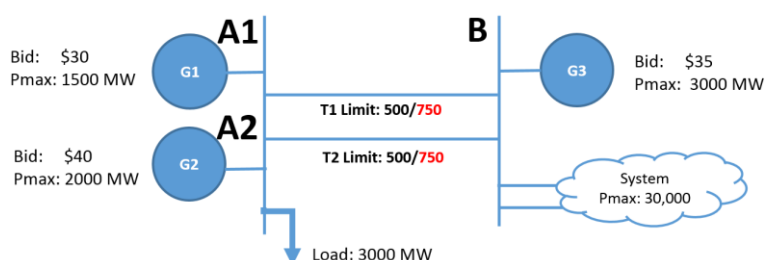 A1
B
Bid: $30
Pmax: 1500 MW
G1
G3
Bid: $35
Pmax: 3000 MW
T1 Limit: 500/750
A2
Bid: $40
Pmax: 2000 MW
G2
T2 Limit: 500/750
System
Pmax: 30,000
Load: 3000 MW